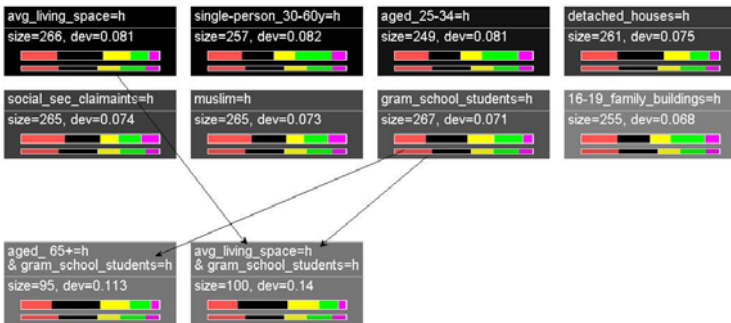 avg_living_space=h
size=266, dev=0.081
single-person_30-60y=h
size=257, dev=0.082
aged_25-34=h
size=249, dev=0.081
detached_houses=h
size=261, dev=0.075
social_sec_claimaints=h
size=265, dev=0.074
muslim=h
size=265, dev=0.073
gram_school_students=h
size=267, dev=0.071
16-19_family_buildings=h
size=255, dev=0.068
aged_ 65+=h
& gram_school_students=h
size=95, dev=0.113
avg_living_space=h
& gram_school_students=h
size=100, dev=0.14